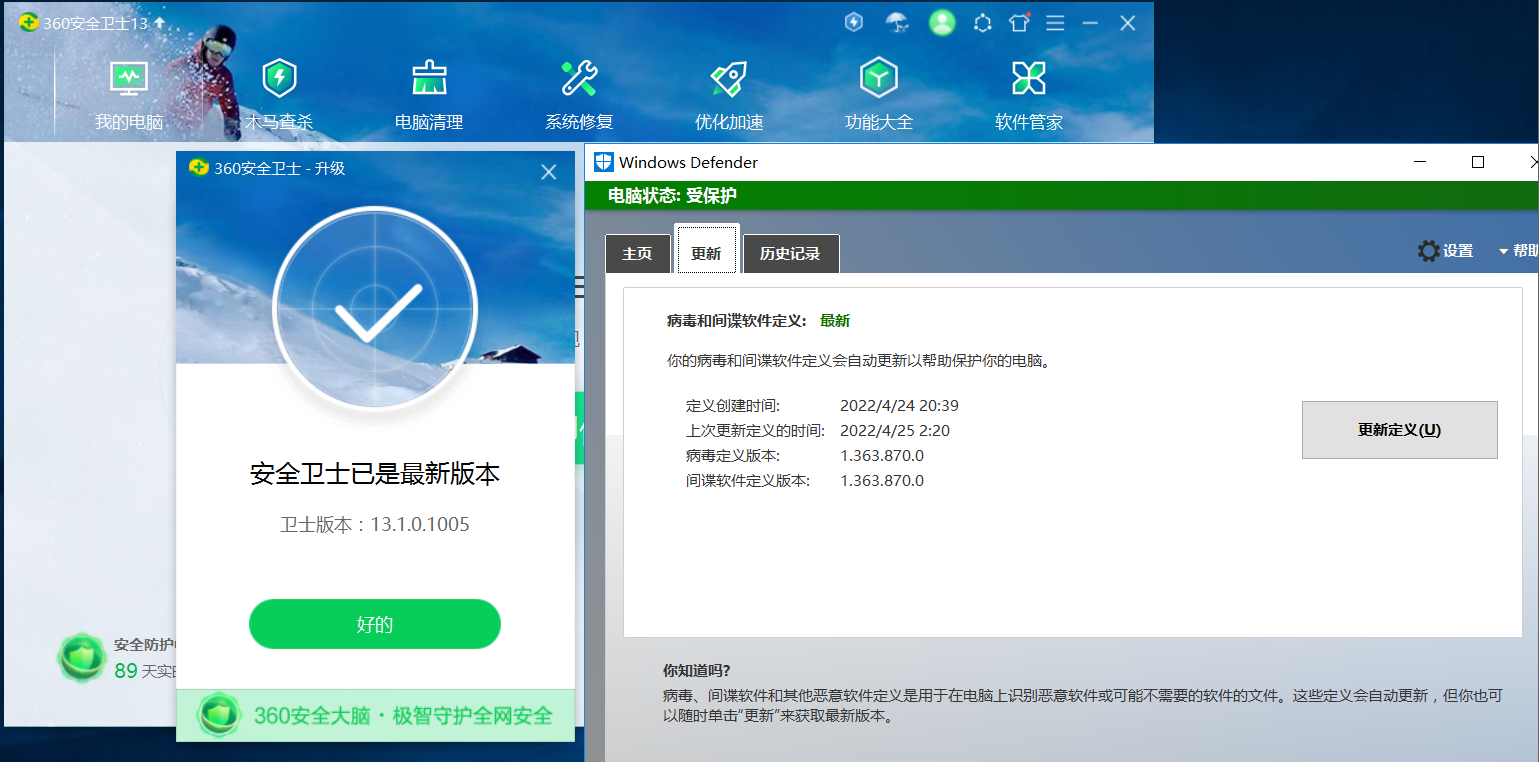 360安全卫士13
我的电脑
木马查杀
电脑清理
系统修复
优化加速
功能大全
软件管家
360安全卫士 - 升级
安全卫士已是最新版本
卫士版本：13.1.0.1005
好的
安全防护
89 天实
360安全大脑·极智守护全网安全
Windows Defender
电脑状态: 受保护
主页
更新
历史记录
设置
帮助
病毒和间谍软件定义: 最新
你的病毒和间谍软件定义会自动更新以帮助保护你的电脑。
定义创建时间: 2022/4/24 20:39
上次更新定义的时间: 2022/4/25 2:20
病毒定义版本: 1.363.870.0
间谍软件定义版本: 1.363.870.0
更新定义(U)
你知道吗?
病毒、间谍软件和其他恶意软件定义是用于在电脑上识别恶意软件或可能不需要的软件的文件。这些定义会自动更新，但你也可
以随时单击"更新"来获取最新版本。